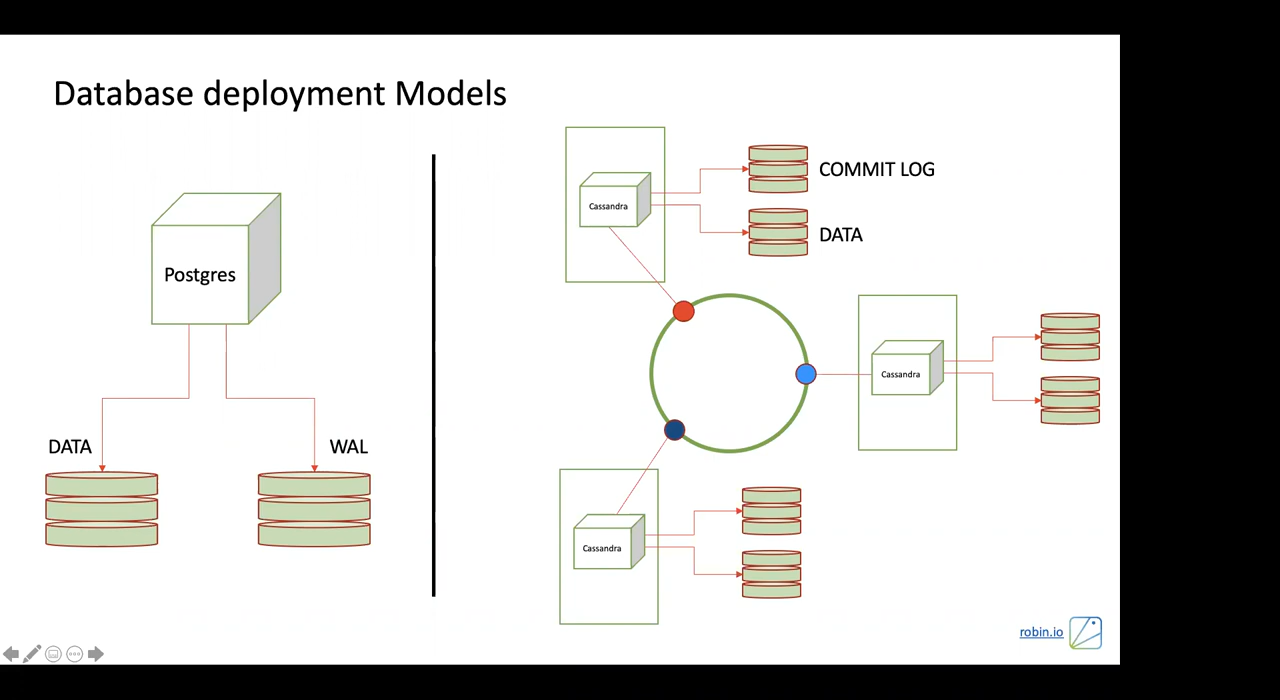 Database deployment Models
Postgres
DATA
WAL
Cassandra
COMMIT LOG
DATA
Cassandra
Cassandra
robin.io